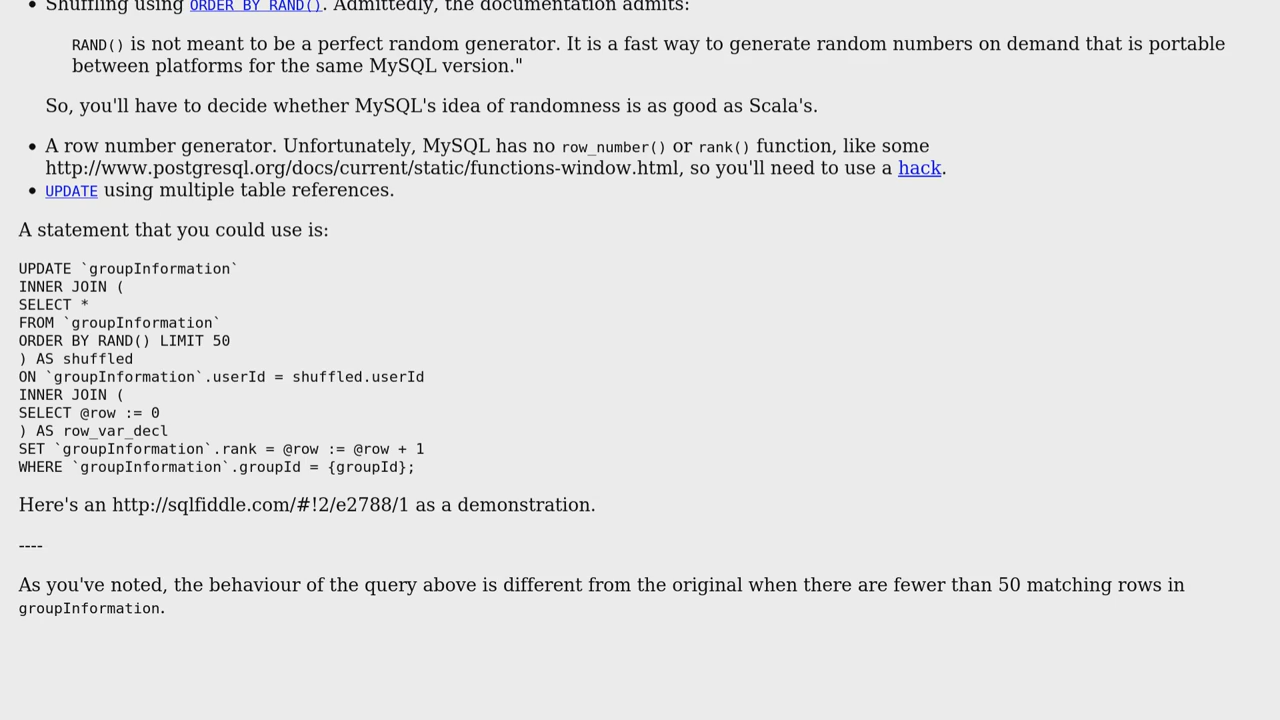 • Shuffling using ORDER BY RAND(). Admittedly, the documentation admits:
RAND() is not meant to be a perfect random generator. It is a fast way to generate random numbers on demand that is portable
between platforms for the same MySQL version."
So, you'll have to decide whether MySQL's idea of randomness is as good as Scala's.
• A row number generator. Unfortunately, MySQL has no row_number() or rank() function, like some
http://www.postgresql.org/docs/current/static/functions-window.html, so you'll need to use a hack.
• UPDATE using multiple table references.
A statement that you could use is:
UPDATE `groupInformation`
INNER JOIN (
SELECT *
FROM `groupInformation`
ORDER BY RAND() LIMIT 50
) AS shuffled
ON `groupInformation`.userId = shuffled.userId
INNER JOIN (
SELECT @row := 0
) AS row_var_decl
SET `groupInformation`.rank = @row := @row + 1
WHERE `groupInformation`.groupId = {groupId};
Here's an http://sqlfiddle.com/#!2/e2788/1 as a demonstration.
----
As you've noted, the behaviour of the query above is different from the original when there are fewer than 50 matching rows in
groupInformation.